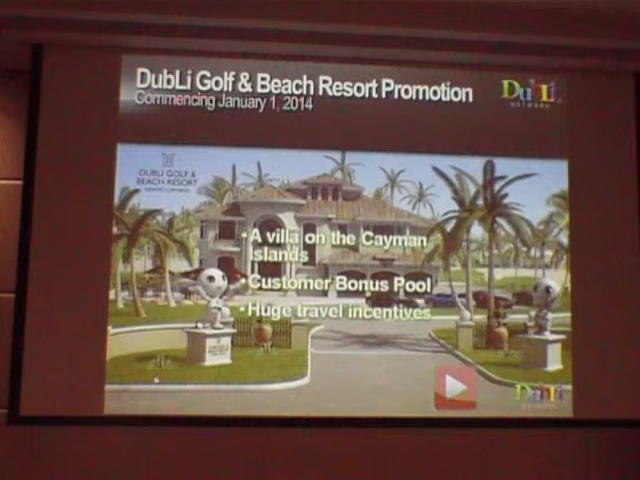 DubLi Golf & Beach Resort Promotion
Commencing January 1, 2014
DubLi
NETWORK
DUBLI GOLF &
BEACH RESORT
• A villa on the Cayman
Islands
• Customer Bonus Pool
• Huge travel incentives
DubLi